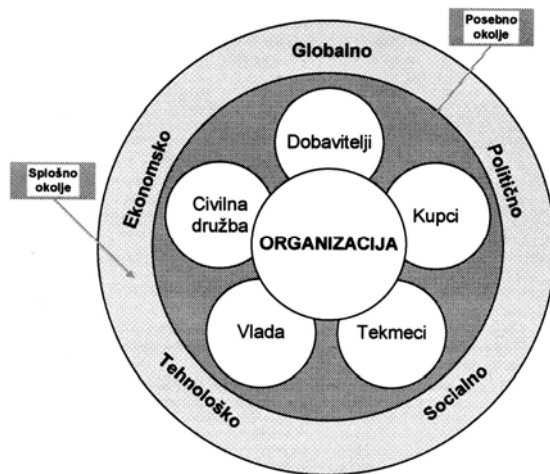 Posebno
okolje
Globalno
Dobavitelji
Ekonomsko
Politično
Splošno
okolje
Civilna
družba
Kupci
ORGANIZACIJA
Vlada
Tekmeci
Tehnološko
Socialno